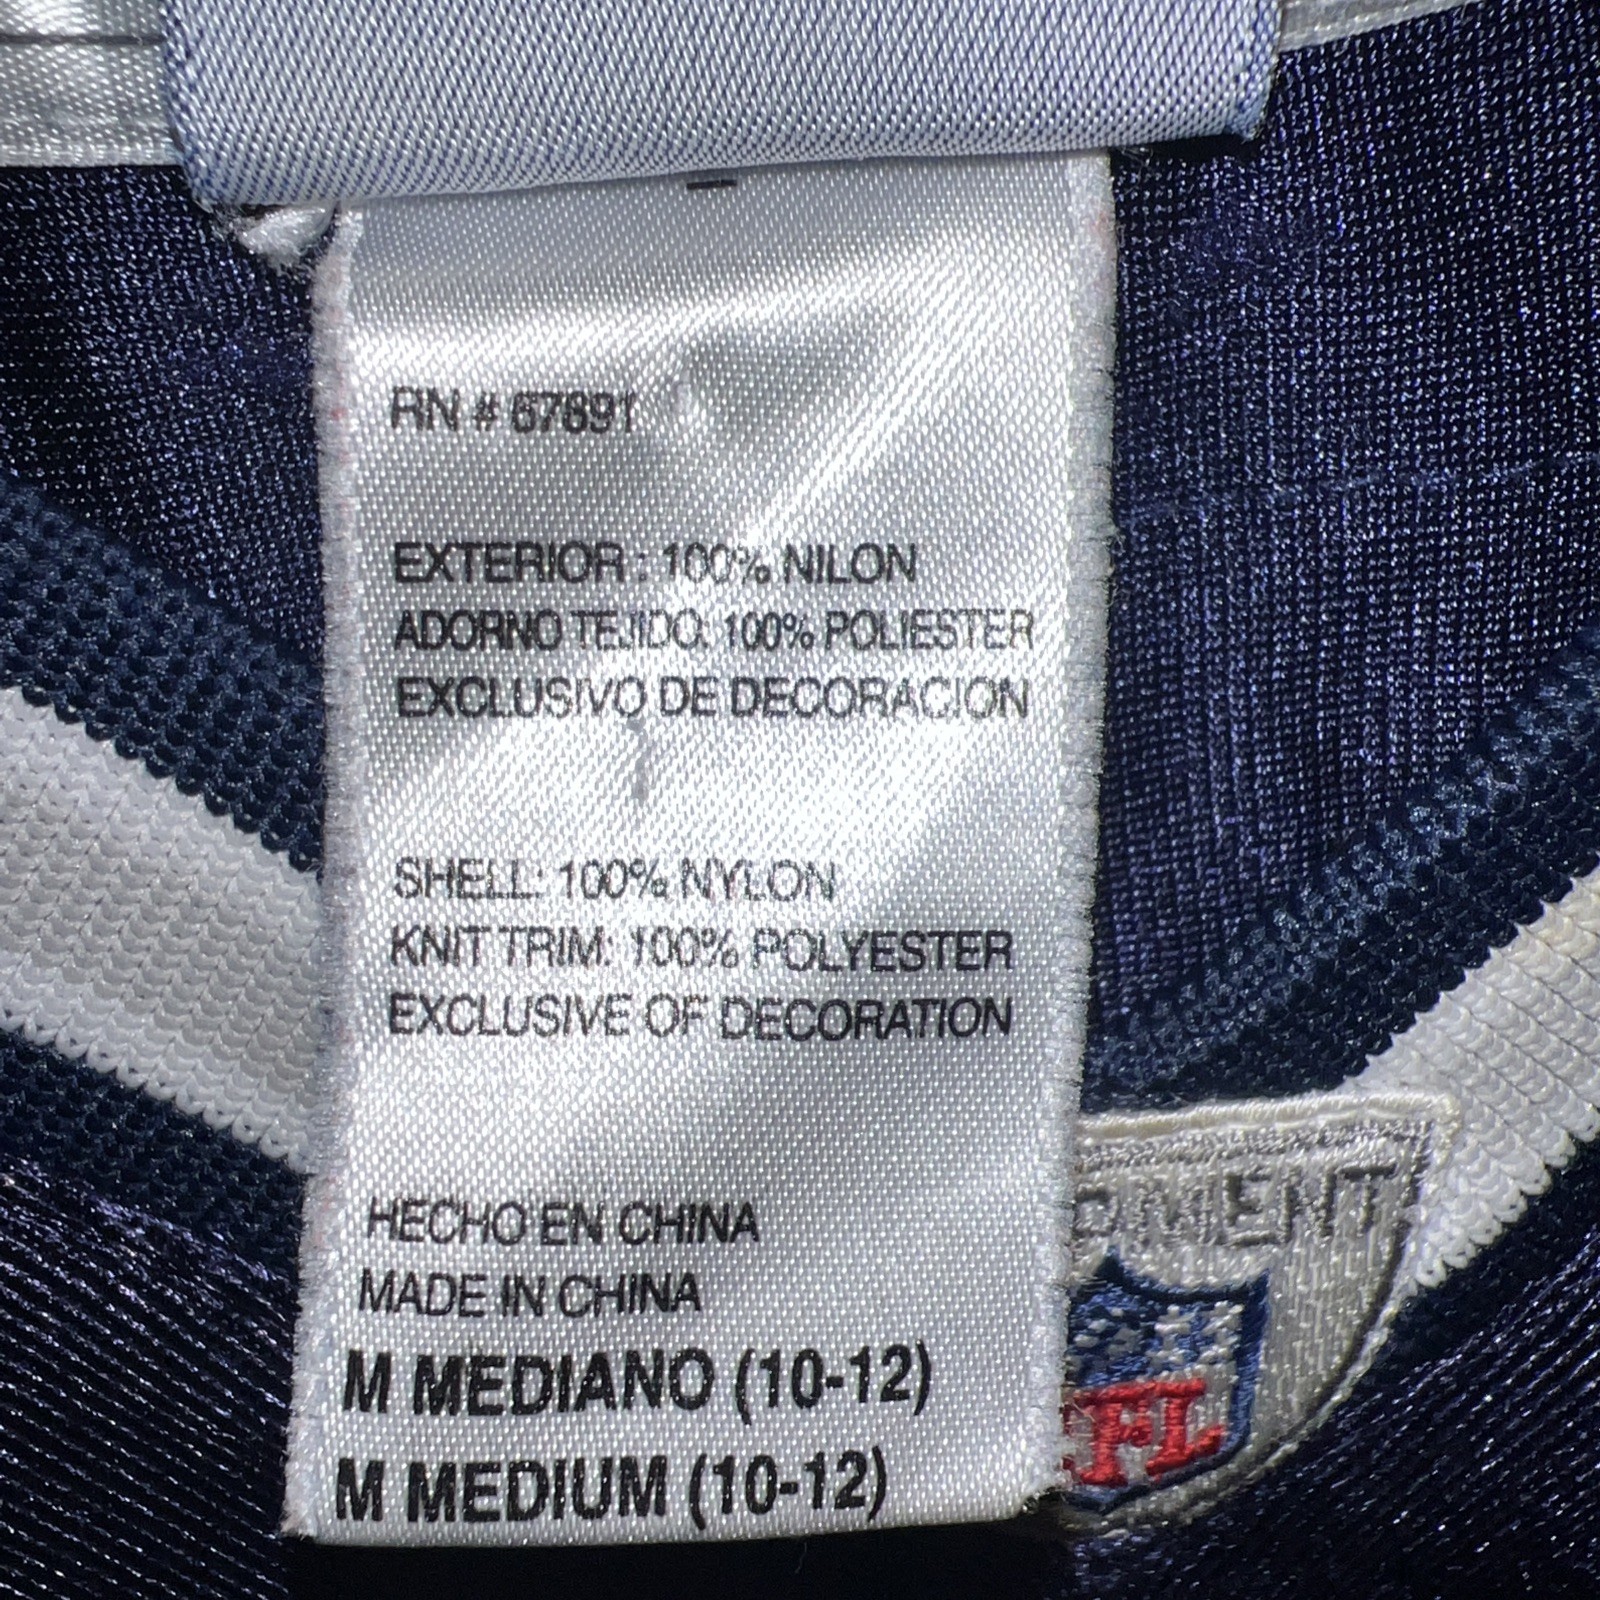 RN # 67891
EXTERIOR : 100% NILON
ADORNO TEJIDO: 100% POLIESTER
EXCLUSIVO DE DECORACION
SHELL: 100% NYLON
KNIT TRIM: 100% POLYESTER
EXCLUSIVE OF DECORATION
HECHO EN CHINA
MADE IN CHINA
M MEDIANO (10-12)
M MEDIUM (10-12)